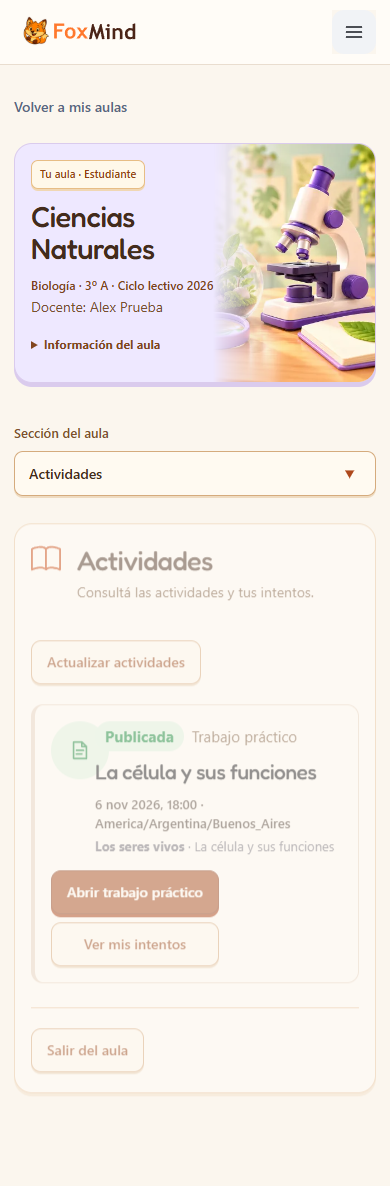 FoxMind
Volver a mis aulas
Tu aula · Estudiante
Ciencias
Naturales
Biología · 3º A · Ciclo lectivo 2026
Docente: Alex Prueba
Información del aula
Sección del aula
Actividades
Actividades
Consultá las actividades y tus intentos.
Actualizar actividades
Publicada Trabajo práctico
La célula y sus funciones
6 nov 2026, 18:00 ·
America/Argentina/Buenos_Aires
Los seres vivos · La célula y sus funciones
Abrir trabajo práctico
Ver mis intentos
Salir del aula